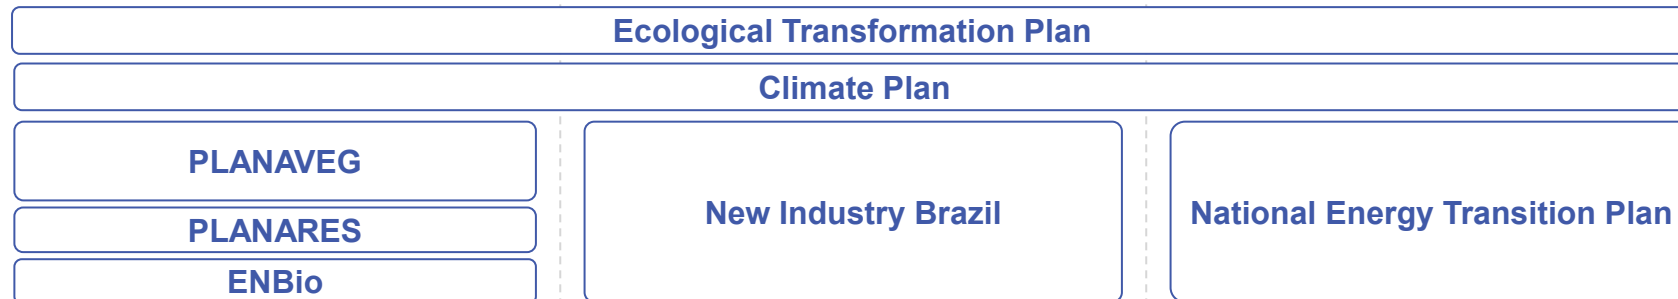 Ecological Transformation Plan
Climate Plan
PLANAVEG
PLANARES
ENBio
New Industry Brazil
National Energy Transition Plan